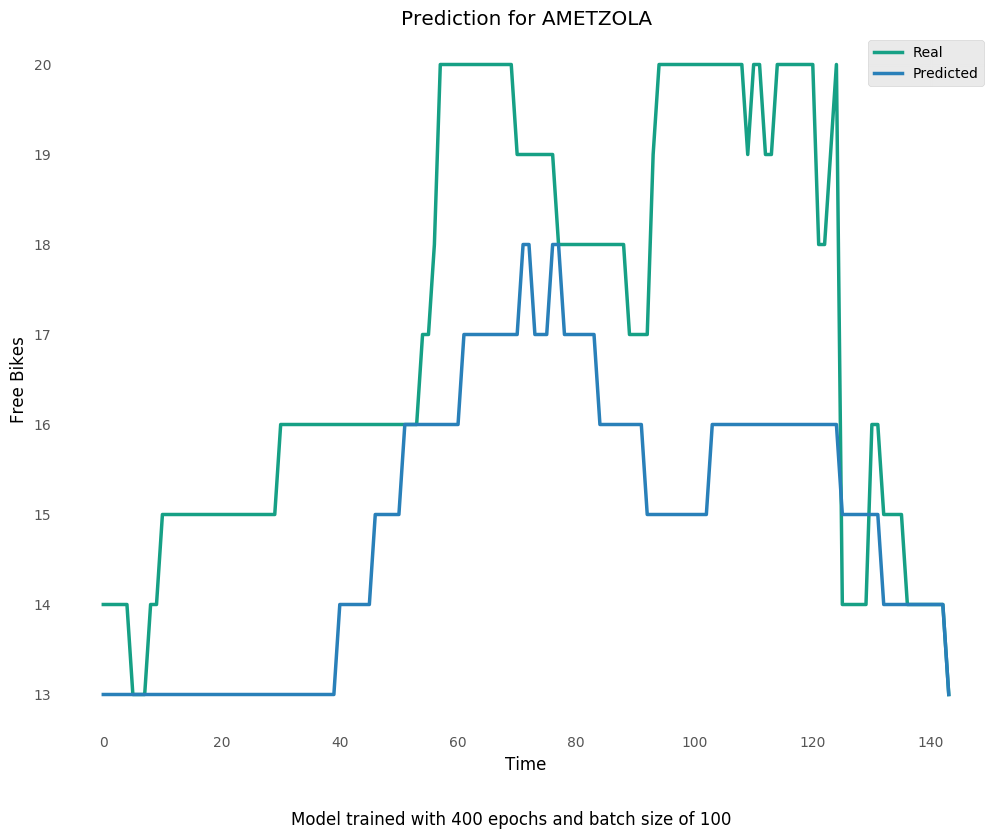 Prediction for AMETZOLA
Real
Predicted
20
19
18
17
16
15
14
13
Free Bikes
0 20 40 60 80 100 120 140
Time
Model trained with 400 epochs and batch size of 100